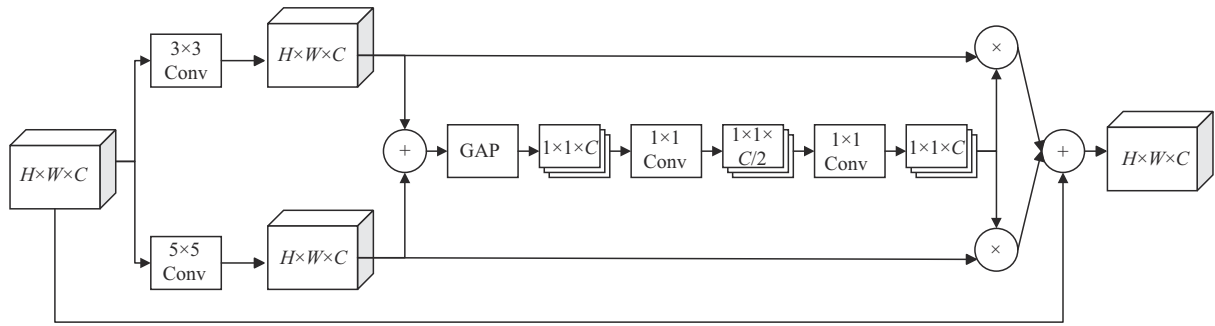 H×W×C
3×3
Conv
H×W×C
5×5
Conv
H×W×C
+
GAP
1×1×C
1×1
Conv
1×1×
C/2
1×1
Conv
1×1×C
×
×
+
H×W×C